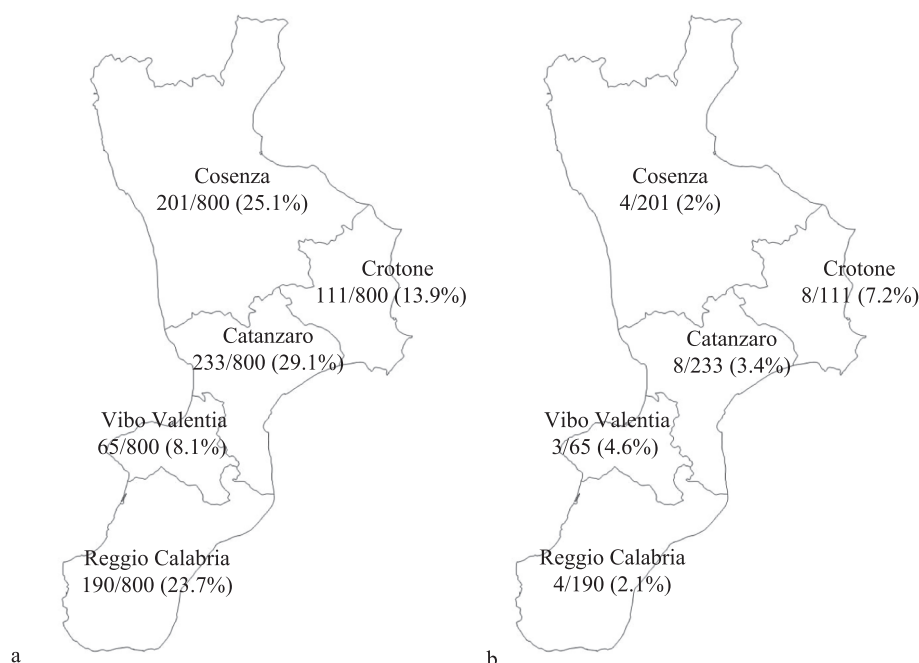 Cosenza
201/800 (25.1%)
Crotone
111/800 (13.9%)
Catanzaro
233/800 (29.1%)
Vibo Valentia
65/800 (8.1%)
Reggio Calabria
190/800 (23.7%)
a
Cosenza
4/201 (2%)
Crotone
8/111 (7.2%)
Catanzaro
8/233 (3.4%)
Vibo Valentia
3/65 (4.6%)
Reggio Calabria
4/190 (2.1%)
b